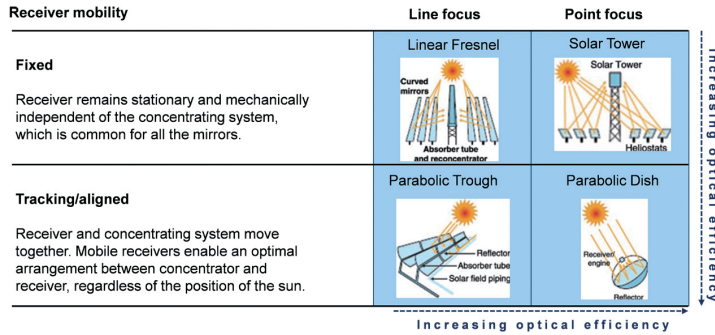 Receiver mobility
Line focus
Point focus
Fixed
Receiver remains stationary and mechanically
independent of the concentrating system,
which is common for all the mirrors.
Linear Fresnel
Curved
mirrors
Absorber tube
and reconcentrator
Solar Tower
Solar Tower
Heliostats
Tracking/aligned
Receiver and concentrating system move
together. Mobile receivers enable an optimal
arrangement between concentrator and
receiver, regardless of the position of the sun.
Parabolic Trough
Reflector
Absorber tube
Solar field piping
Parabolic Dish
Receiver/
engine
Reflector
Increasing optical efficiency
Increasing optical efficiency